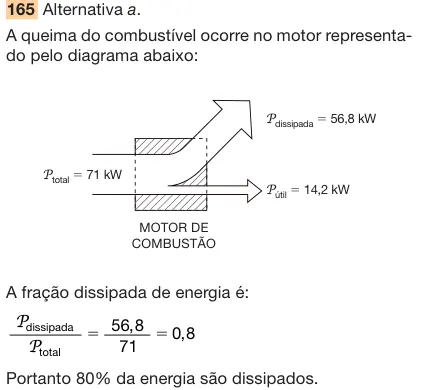 165 Alternativa a.
A queima do combustível ocorre no motor representa-
do pelo diagrama abaixo:
𝒫dissipada = 56,8 kW
𝒫total = 71 kW
𝒫útil = 14,2 kW
MOTOR DE
COMBUSTÃO
A fração dissipada de energia é:
𝒫dissipada / 𝒫total = 56,8 / 71 = 0,8
Portanto 80% da energia são dissipados.